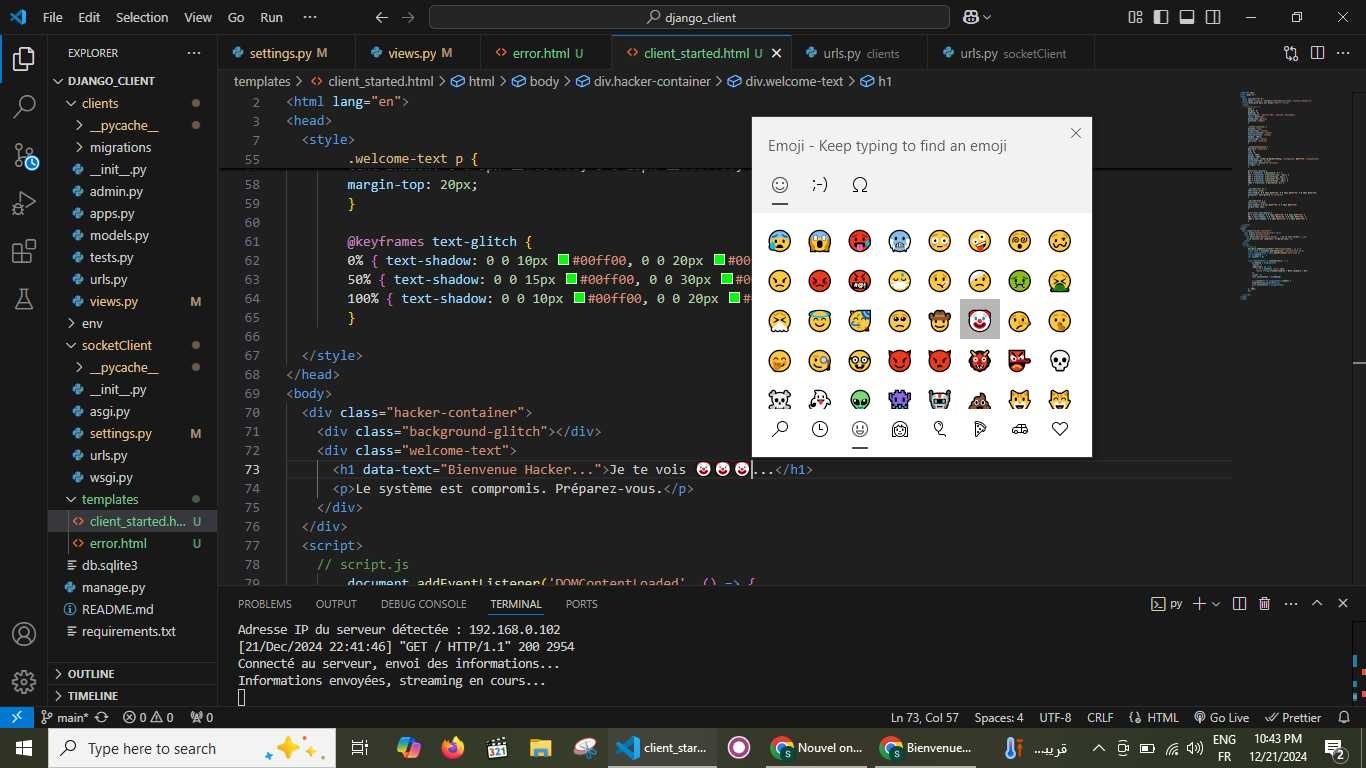 File Edit Selection View Go Run ··· django_client
EXPLORER ···
DJANGO_CLIENT
clients
__pycache__
migrations
__init__.py
admin.py
apps.py
models.py
tests.py
urls.py
views.py M
env
socketClient
__pycache__
__init__.py
asgi.py
settings.py M
urls.py
wsgi.py
templates
client_started.h... U
error.html U
db.sqlite3
manage.py
README.md
requirements.txt
OUTLINE
TIMELINE
settings.py M views.py M error.html U client_started.html U urls.py clients urls.py socketClient
templates > client_started.html > html > body > div.hacker-container > div.welcome-text > h1
2 <html lang="en">
3 <head>
7 <style>
55 .welcome-text p {
58 margin-top: 20px;
59 }
60
61 @keyframes text-glitch {
62 0% { text-shadow: 0 0 10px #00ff00, 0 0 20px #00
63 50% { text-shadow: 0 0 15px #00ff00, 0 0 30px #00
64 100% { text-shadow: 0 0 10px #00ff00, 0 0 20px #
65 }
66
67 </style>
68 </head>
69 <body>
70 <div class="hacker-container">
71 <div class="background-glitch"></div>
72 <div class="welcome-text">
73 <h1 data-text="Bienvenue Hacker...">Je te vois 🤡🤡🤡...</h1>
74 <p>Le système est compromis. Préparez-vous.</p>
75 </div>
76 </div>
77 <script>
78 // script.js
79 document.addEventListener('DOMContentLoaded', () => {
Emoji - Keep typing to find an emoji
;-)
Ω
PROBLEMS OUTPUT DEBUG CONSOLE TERMINAL PORTS py
Adresse IP du serveur détectée : 192.168.0.102
[21/Dec/2024 22:41:46] "GET / HTTP/1.1" 200 2954
Connecté au serveur, envoi des informations...
Informations envoyées, streaming en cours...
main* 0 0 0 Ln 73, Col 57 Spaces: 4 UTF-8 CRLF HTML Go Live Prettier
Type here to search client_star... Nouvel on... Bienvenue... قريبـ... ENG FR 10:43 PM 12/21/2024 2